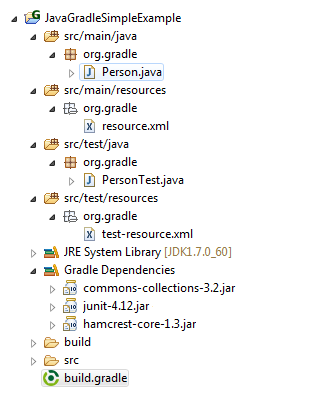 JavaGradleSimpleExample
src/main/java
org.gradle
Person.java
src/main/resources
org.gradle
resource.xml
src/test/java
org.gradle
PersonTest.java
src/test/resources
org.gradle
test-resource.xml
JRE System Library [JDK1.7.0_60]
Gradle Dependencies
commons-collections-3.2.jar
junit-4.12.jar
hamcrest-core-1.3.jar
build
src
build.gradle